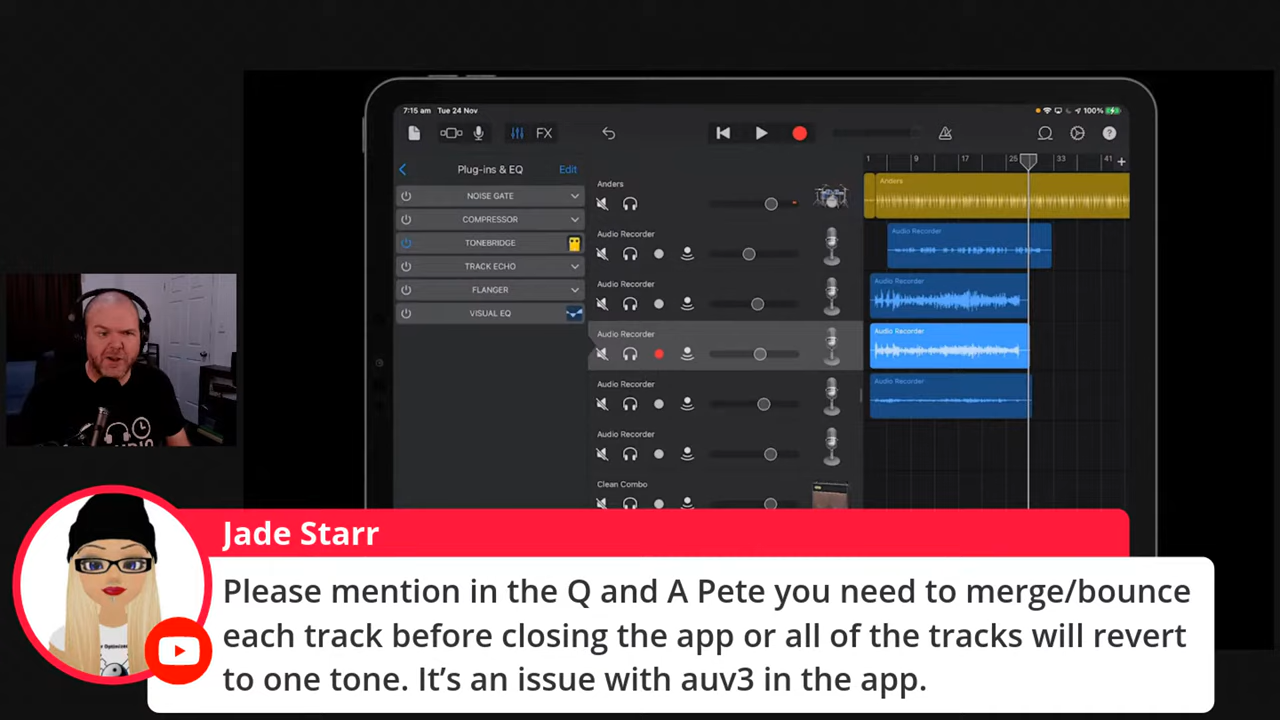 7:15 am Tue 24 Nov
100%
FX
Plug-ins & EQ Edit
1 9 17 25 33 41 +
NOISE GATE
COMPRESSOR
TONEBRIDGE
TRACK ECHO
FLANGER
VISUAL EQ
Anders
Audio Recorder
Audio Recorder
Audio Recorder
Audio Recorder
Audio Recorder
Clean Combo
Anders
Audio Recorder
Audio Recorder
Audio Recorder
Audio Recorder
Jade Starr
Please mention in the Q and A Pete you need to merge/bounce
each track before closing the app or all of the tracks will revert
to one tone. It's an issue with auv3 in the app.